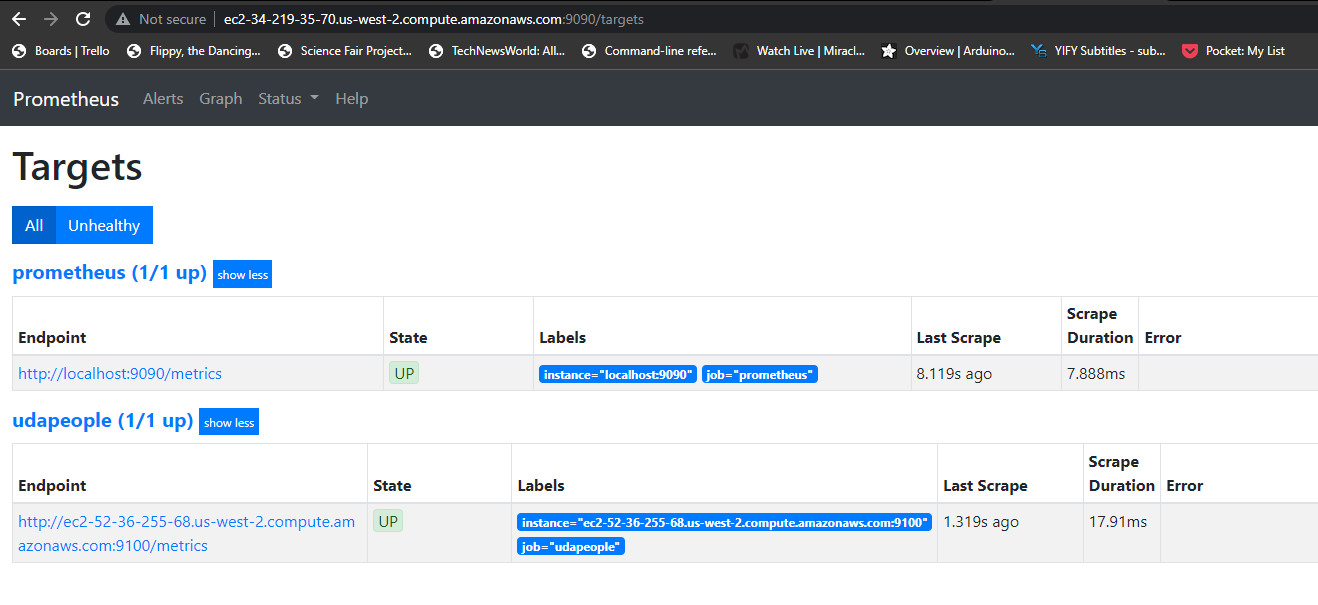 Not secure ec2-34-219-35-70.us-west-2.compute.amazonaws.com:9090/targets
Boards | Trello Flippy, the Dancing... Science Fair Project... TechNewsWorld: All... Command-line refe... Watch Live | Miracl... Overview | Arduino... YIFY Subtitles - sub... Pocket: My List
Prometheus Alerts Graph Status Help
Targets
All Unhealthy
prometheus (1/1 up) show less
Endpoint State Labels Last Scrape Scrape Duration Error
http://localhost:9090/metrics UP instance="localhost:9090" job="prometheus" 8.119s ago 7.888ms
udapeople (1/1 up) show less
Endpoint State Labels Last Scrape Scrape Duration Error
http://ec2-52-36-255-68.us-west-2.compute.am UP instance="ec2-52-36-255-68.us-west-2.compute.amazonaws.com:9100" 1.319s ago 17.91ms
azonaws.com:9100/metrics job="udapeople"